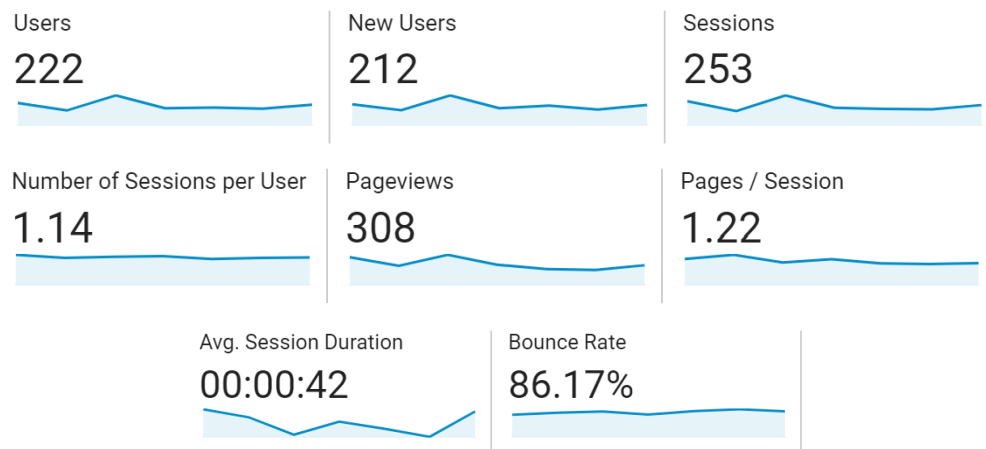 Users
New Users
Sessions
222
212
253
Number of Sessions per User
Pageviews
Pages / Session
1.14
308
1.22
Avg. Session Duration
Bounce Rate
00:00:42
86.17%